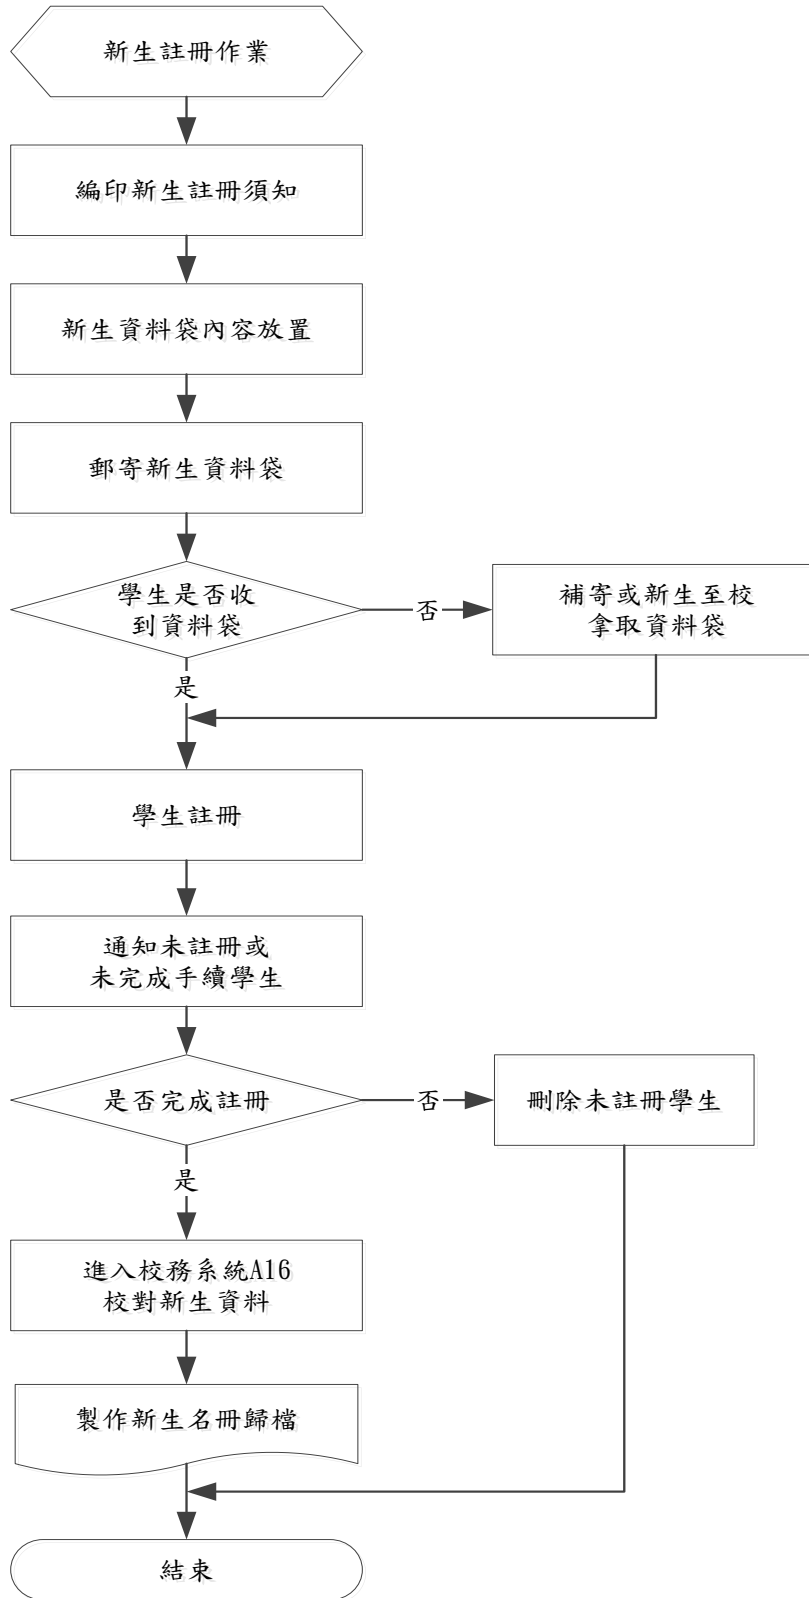 新生註冊作業
編印新生註冊須知
新生資料袋內容放置
郵寄新生資料袋
學生是否收
到資料袋
否
補寄或新生至校
拿取資料袋
是
學生註冊
通知未註冊或
未完成手續學生
是否完成註冊
否
刪除未註冊學生
是
進入校務系統A16
校對新生資料
製作新生名冊歸檔
結束